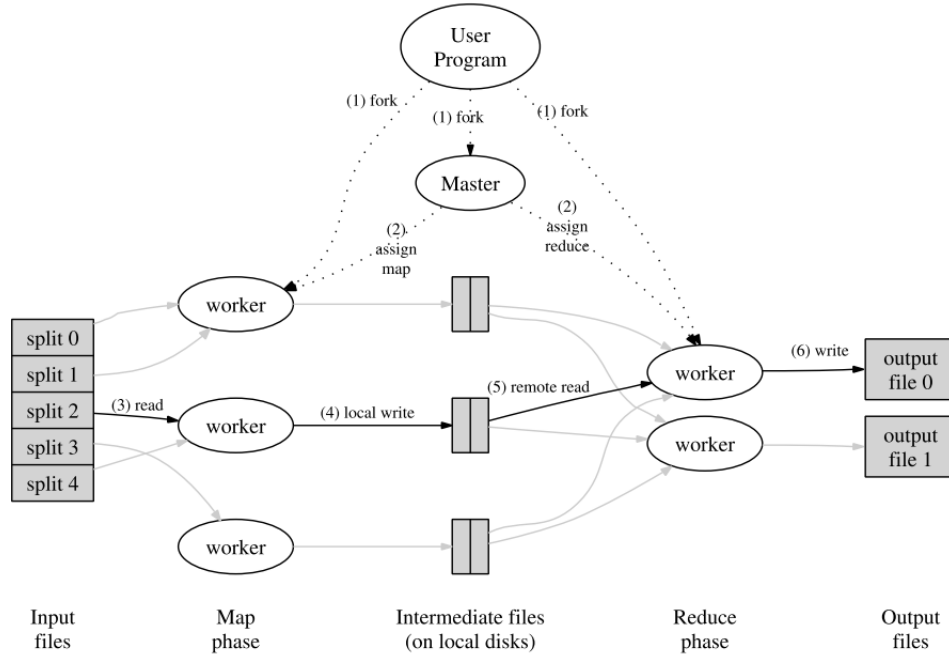 User
Program
(1) fork
(1) fork
(1) fork
Master
(2)
assign
map
(2)
assign
reduce
worker
split 0
split 1
split 2
split 3
split 4
(3) read
worker
(4) local write
(5) remote read
worker
(6) write
output
file 0
worker
output
file 1
worker
Input
files
Map
phase
Intermediate files
(on local disks)
Reduce
phase
Output
files